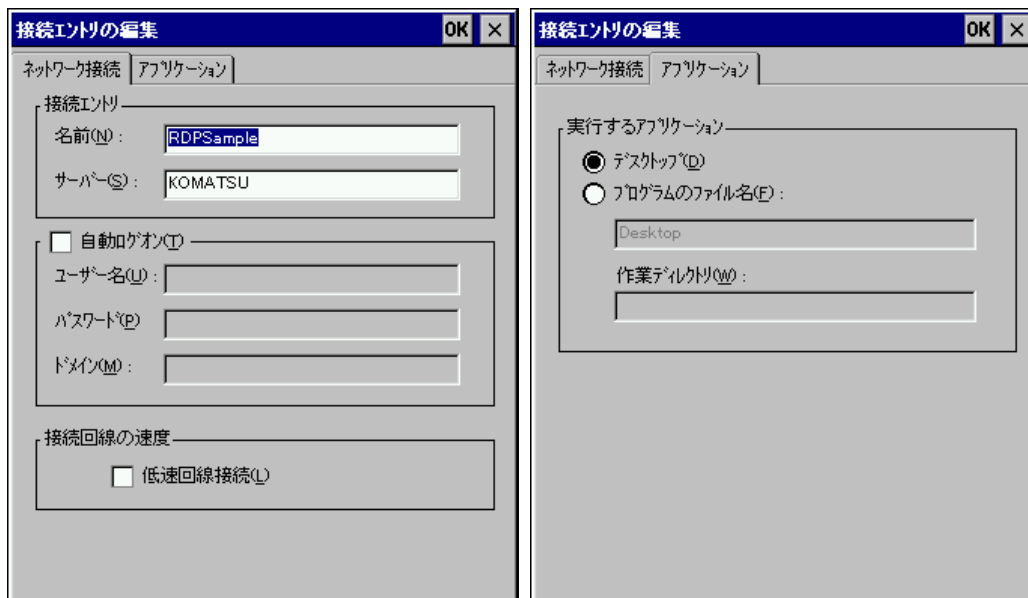 接続エントリの編集 OK ×
ネットワーク接続 アプリケーション
接続エントリ
名前(N) : RDPSample
サーバー(S) : KOMATSU
自動ログオン(T)
ユーザー名(U) :
パスワード(P)
ドメイン(M) :
接続回線の速度
低速回線接続(L)
接続エントリの編集 OK ×
ネットワーク接続 アプリケーション
実行するアプリケーション
デスクトップ(D)
プログラムのファイル名(F) :
Desktop
作業ディレクトリ(W) :